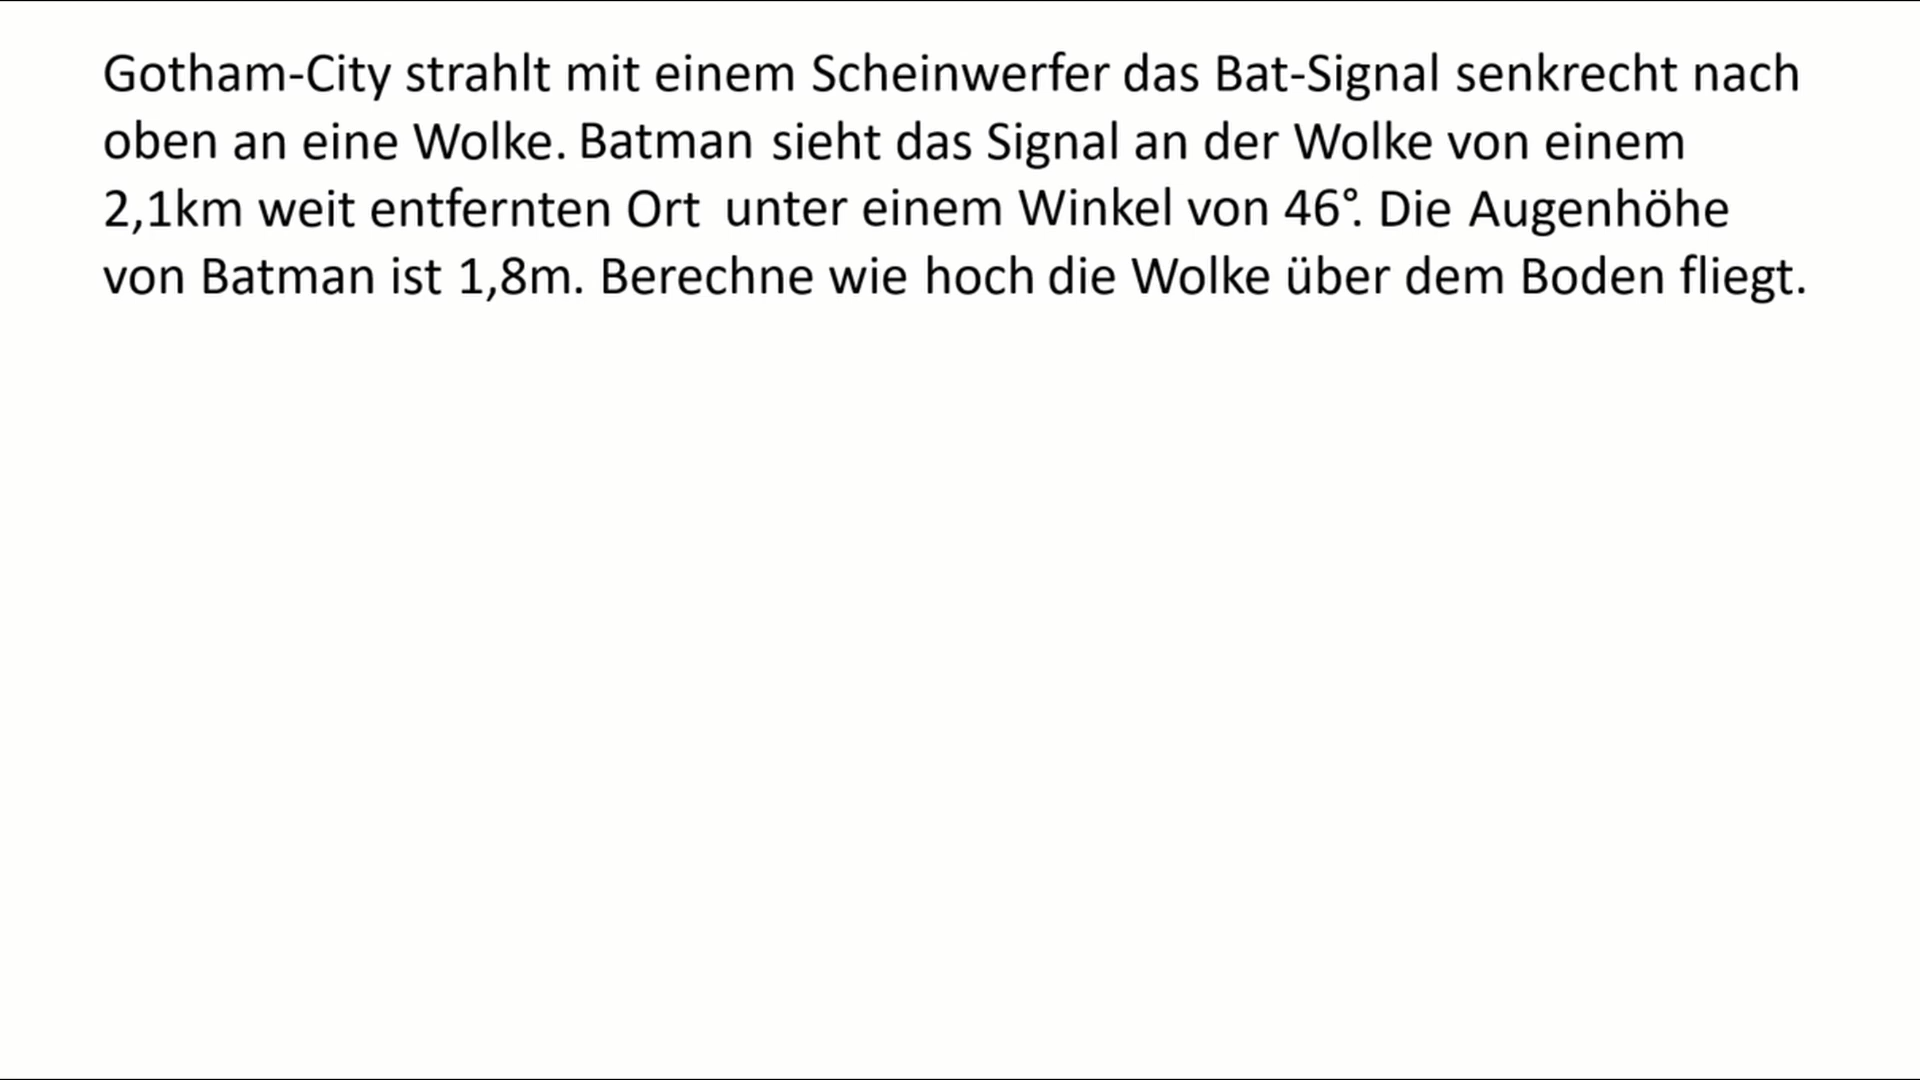 Gotham-City strahlt mit einem Scheinwerfer das Bat-Signal senkrecht nach
oben an eine Wolke. Batman sieht das Signal an der Wolke von einem
2,1km weit entfernten Ort unter einem Winkel von 46°. Die Augenhöhe
von Batman ist 1,8m. Berechne wie hoch die Wolke über dem Boden fliegt.